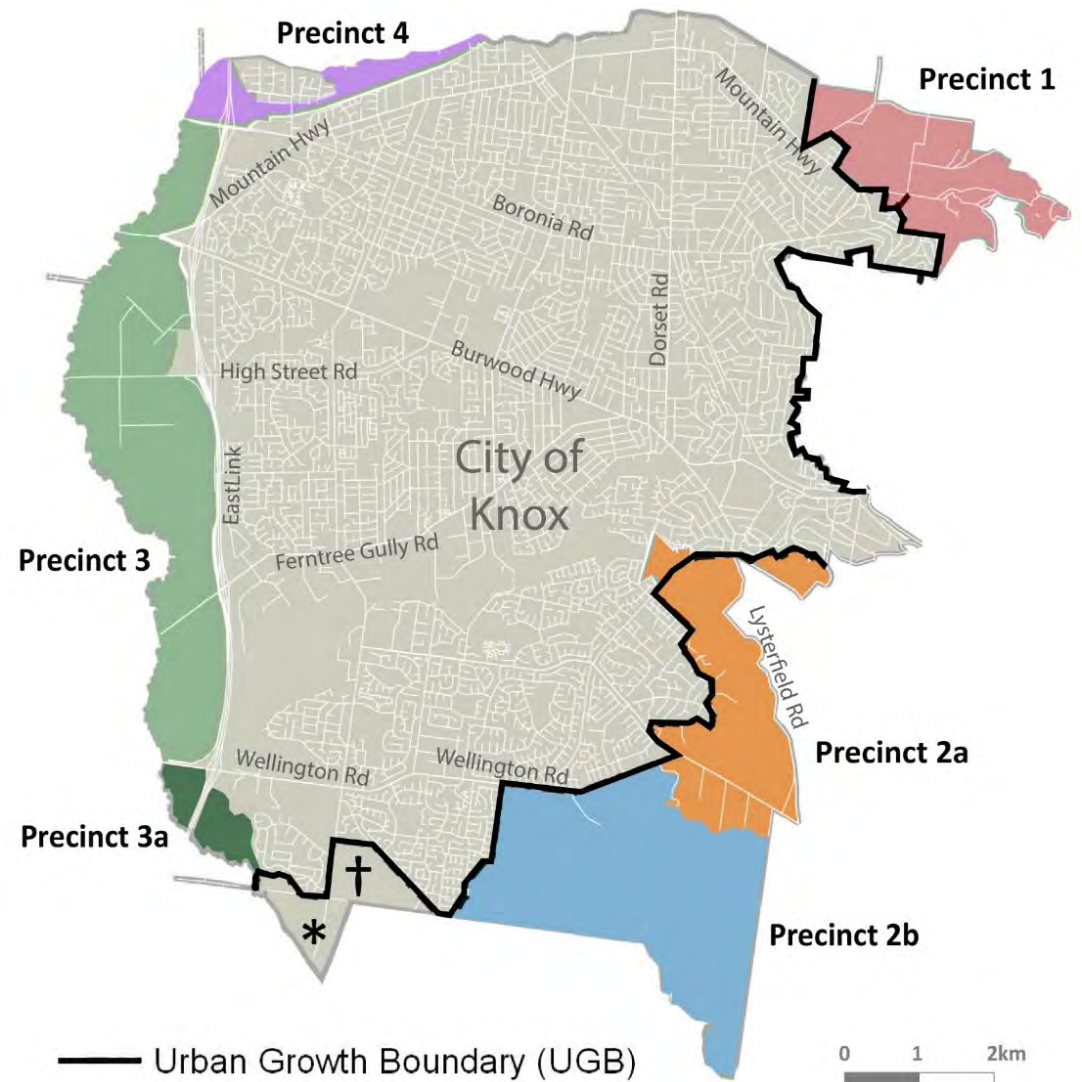 Precinct 4
Precinct 1
Mountain Hwy
Mountain Hwy
Boronia Rd
Dorset Rd
High Street Rd
Burwood Hwy
City of
Knox
EastLink
Ferntree Gully Rd
Precinct 3
Lysterfield Rd
Wellington Rd
Wellington Rd
Precinct 2a
Precinct 3a
†
*
Precinct 2b
Urban Growth Boundary (UGB)
0 1 2km